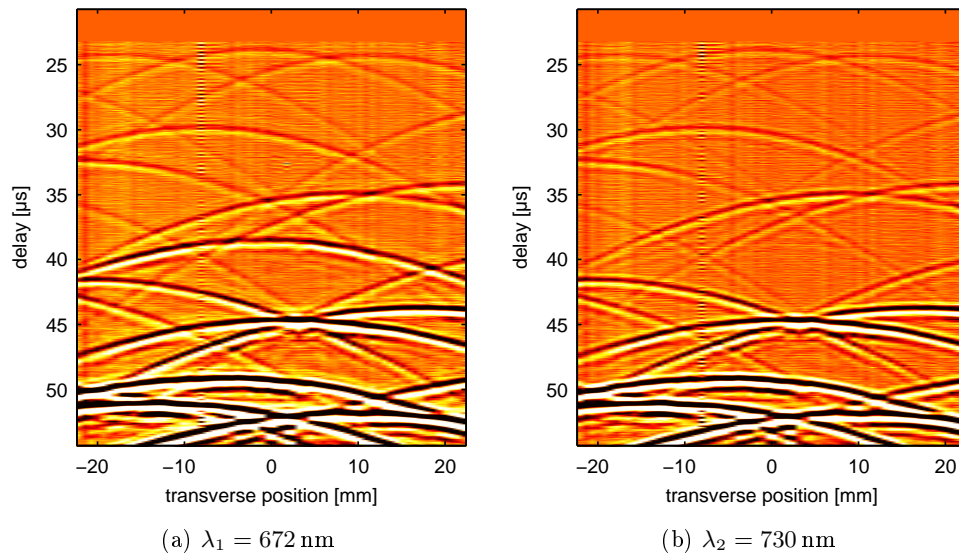 25
30
35
40
45
50
delay [µs]
−20 −10 0 10 20
transverse position [mm]
(a) λ₁ = 672 nm
25
30
35
40
45
50
delay [µs]
−20 −10 0 10 20
transverse position [mm]
(b) λ₂ = 730 nm